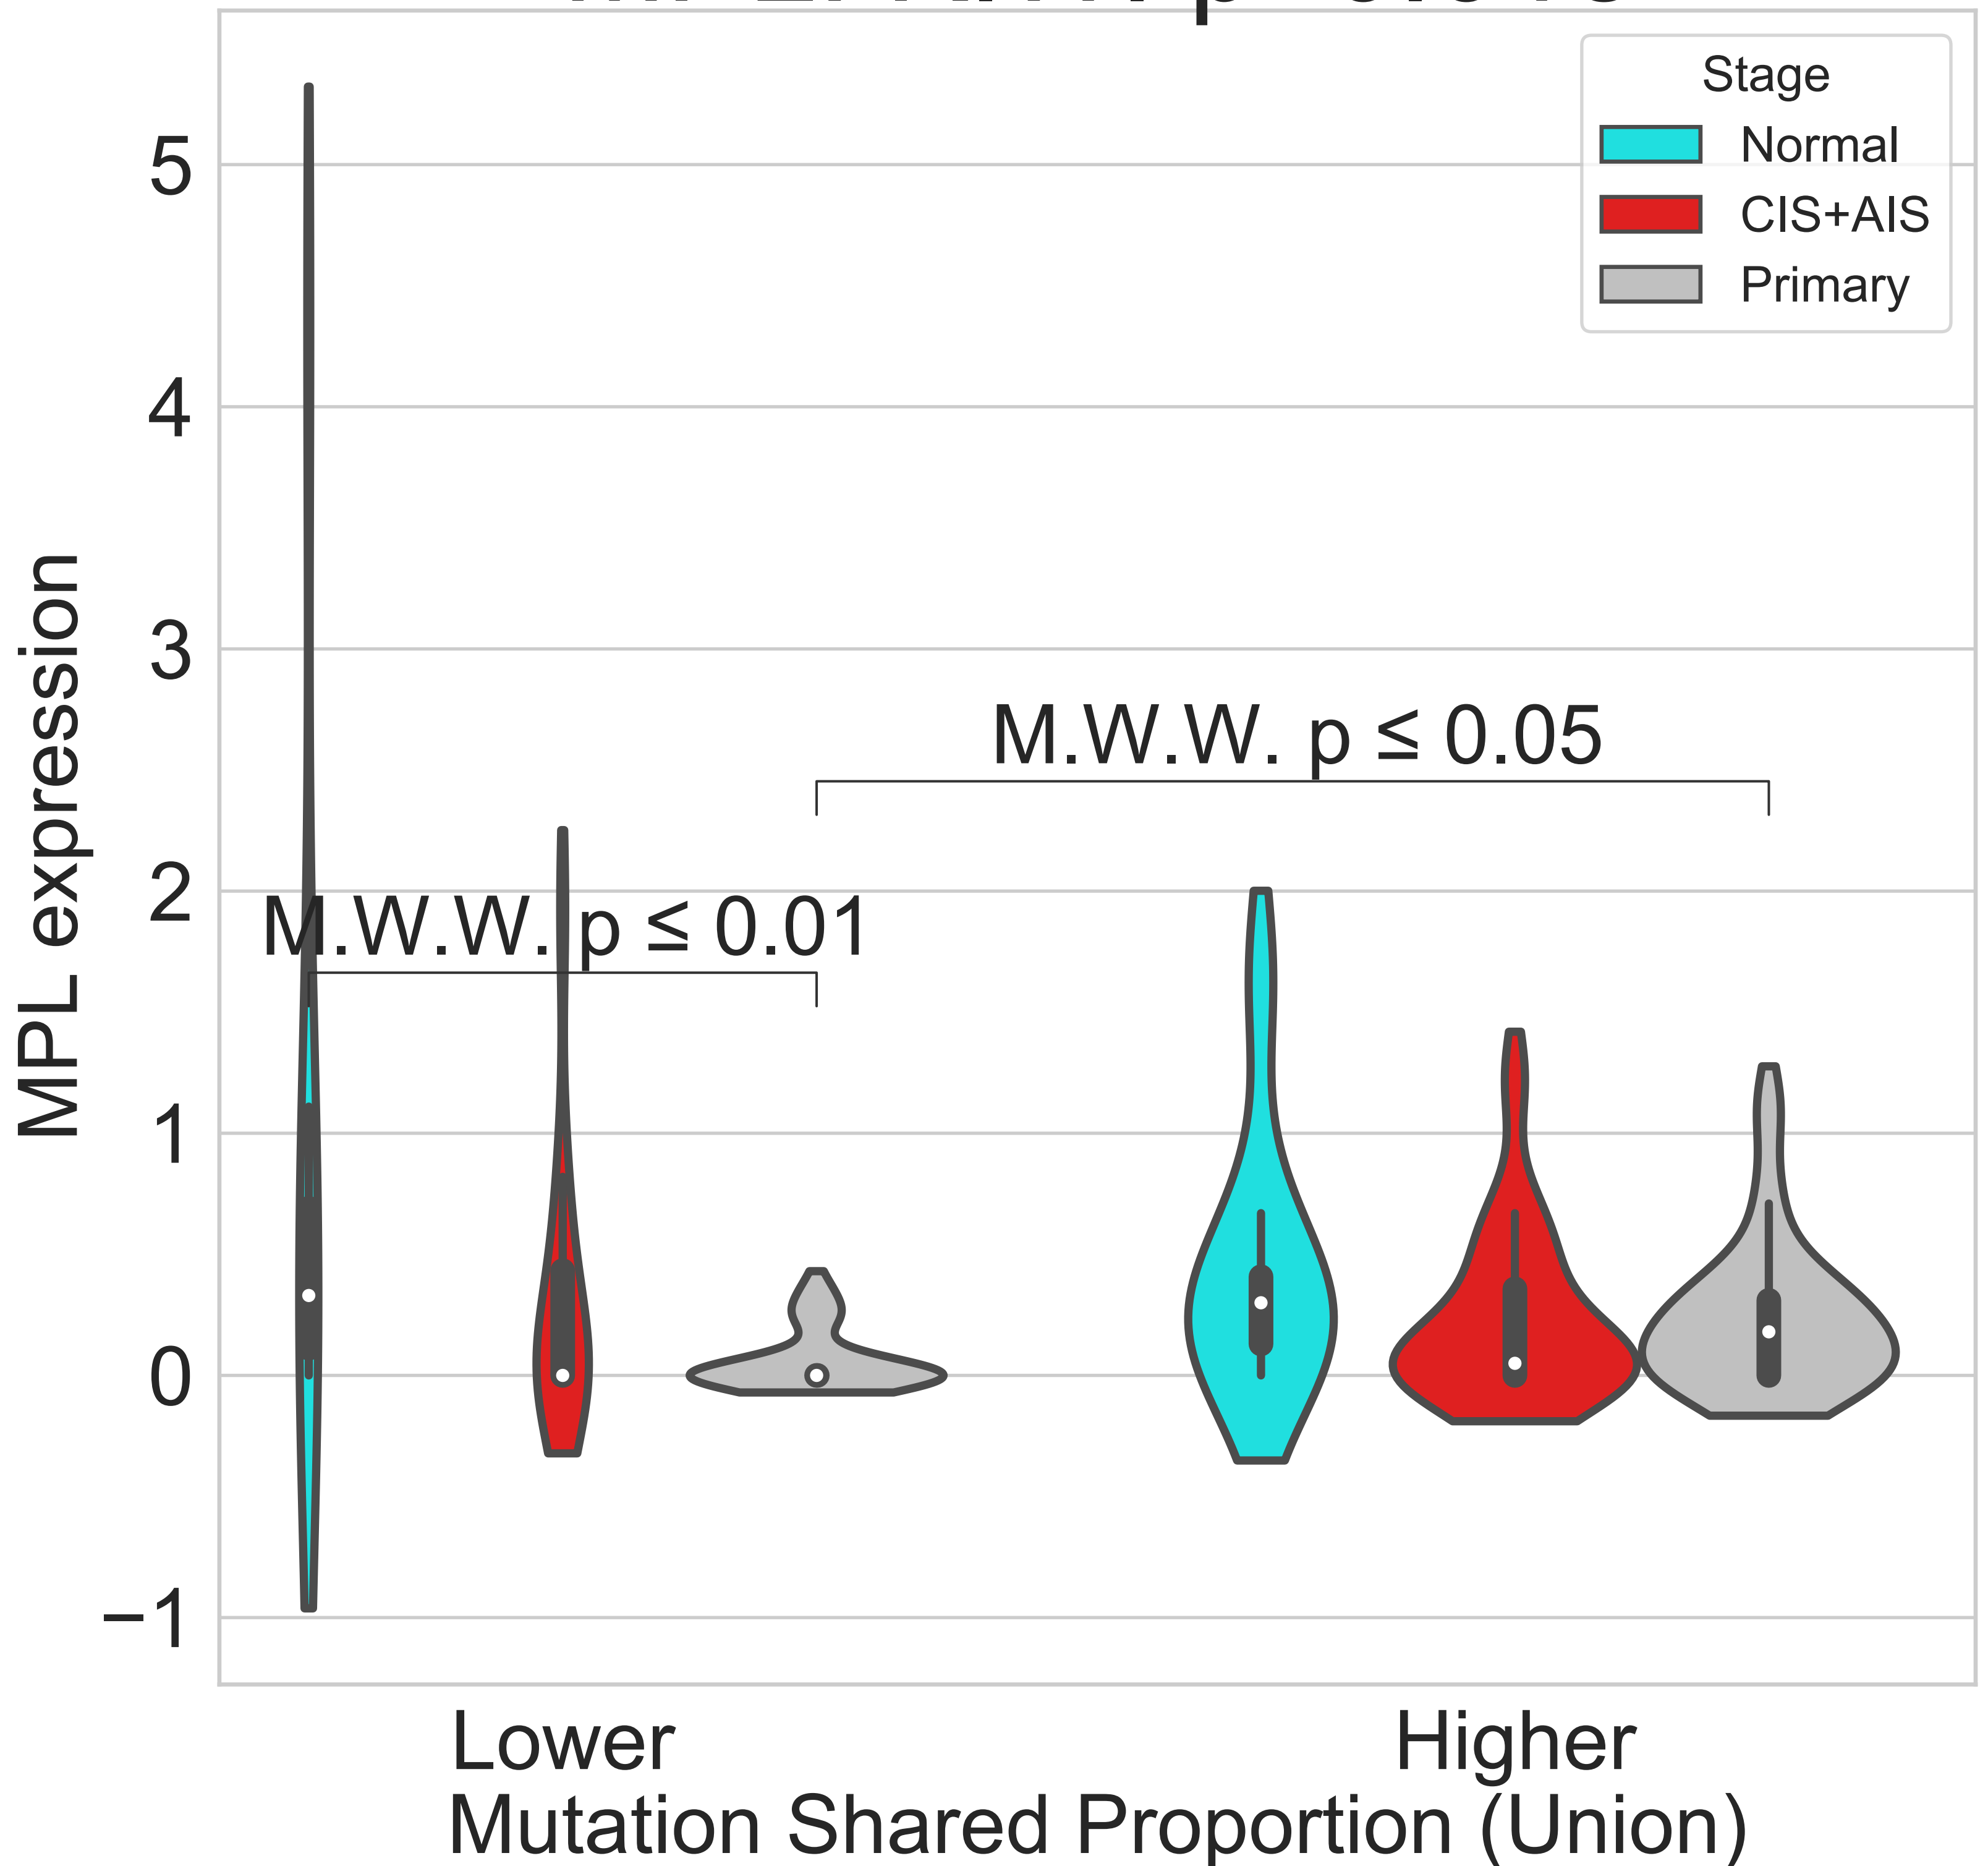 Stage
Normal
CIS+AIS
Primary
5
4
3
2
1
0
−1
MPL expression
M.W.W. p ≤ 0.05
M.W.W. p ≤ 0.01
Lower
Higher
Mutation Shared Proportion (Union)